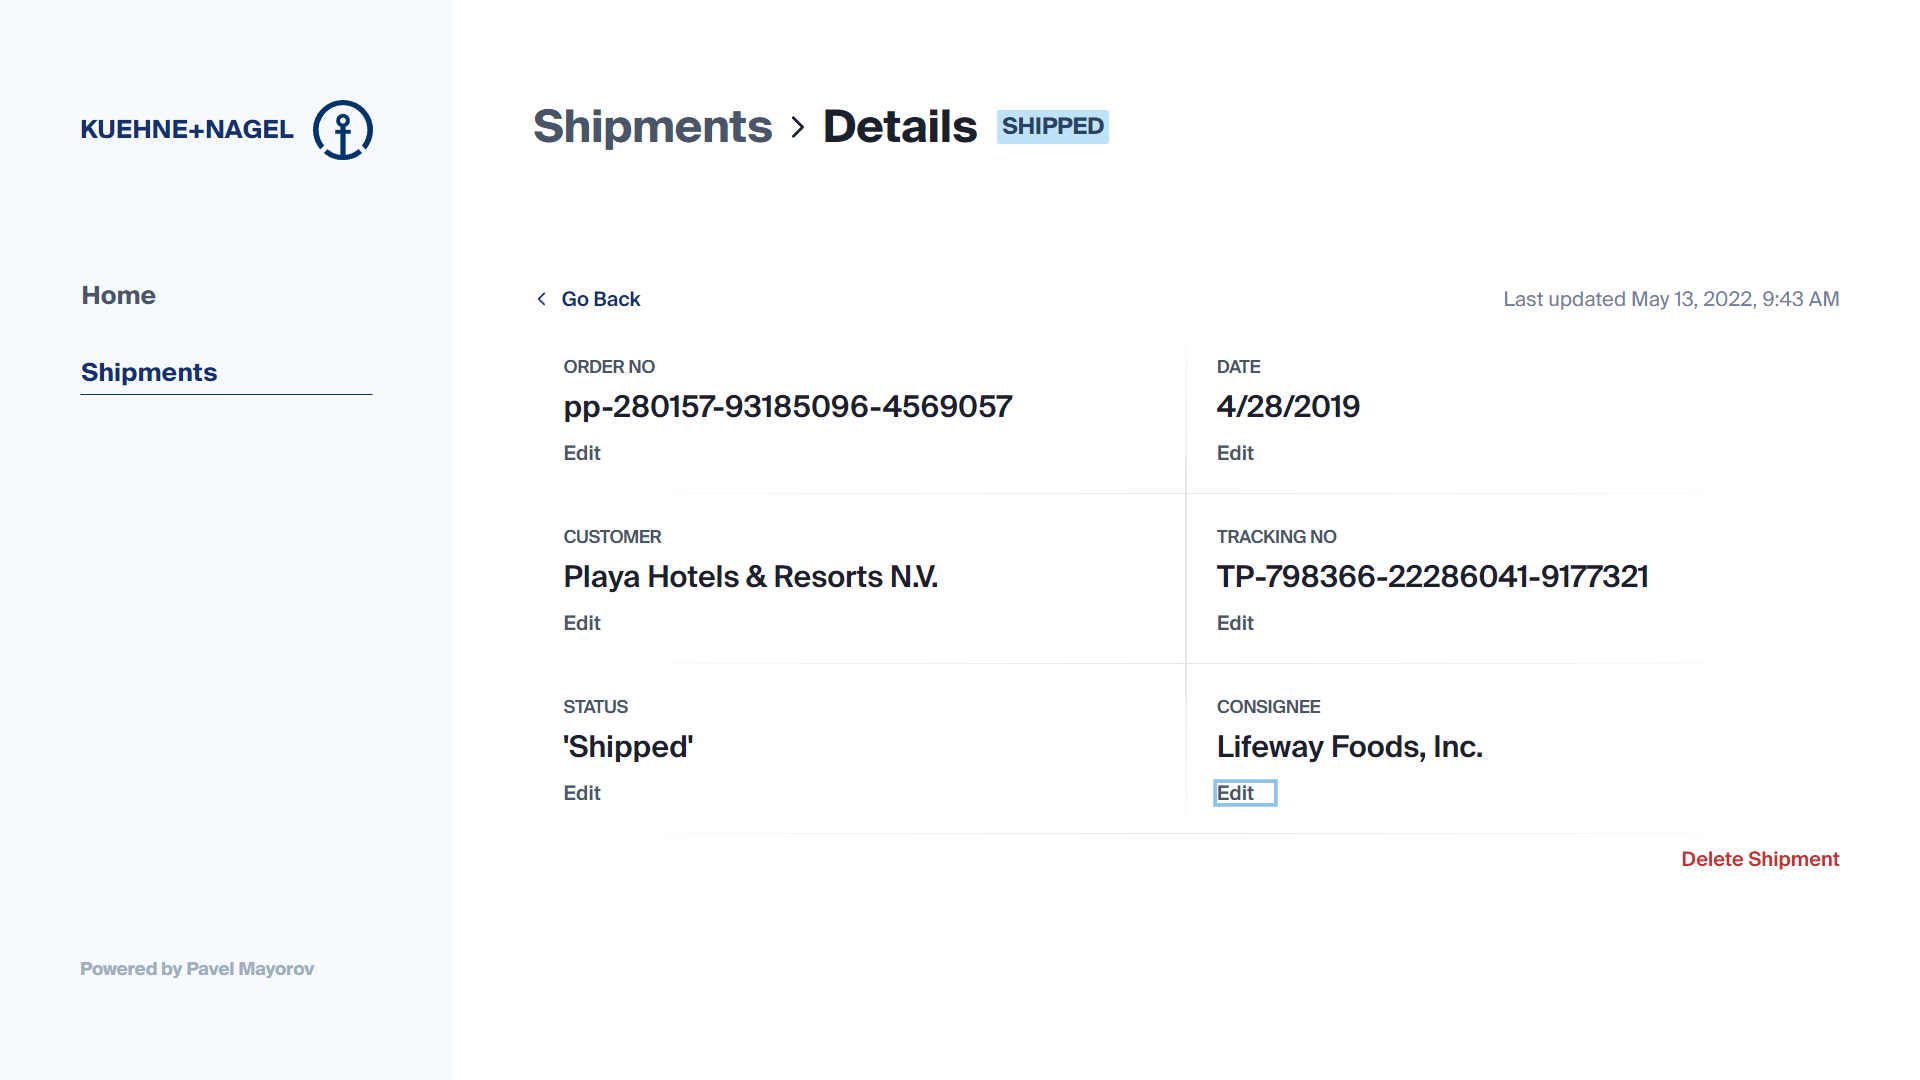 KUEHNE+NAGEL
Home
Shipments
Powered by Pavel Mayorov
Shipments > Details SHIPPED
Go Back
Last updated May 13, 2022, 9:43 AM
ORDER NO
pp-280157-93185096-4569057
Edit
DATE
4/28/2019
Edit
CUSTOMER
Playa Hotels & Resorts N.V.
Edit
TRACKING NO
TP-798366-22286041-9177321
Edit
STATUS
'Shipped'
Edit
CONSIGNEE
Lifeway Foods, Inc.
Edit
Delete Shipment